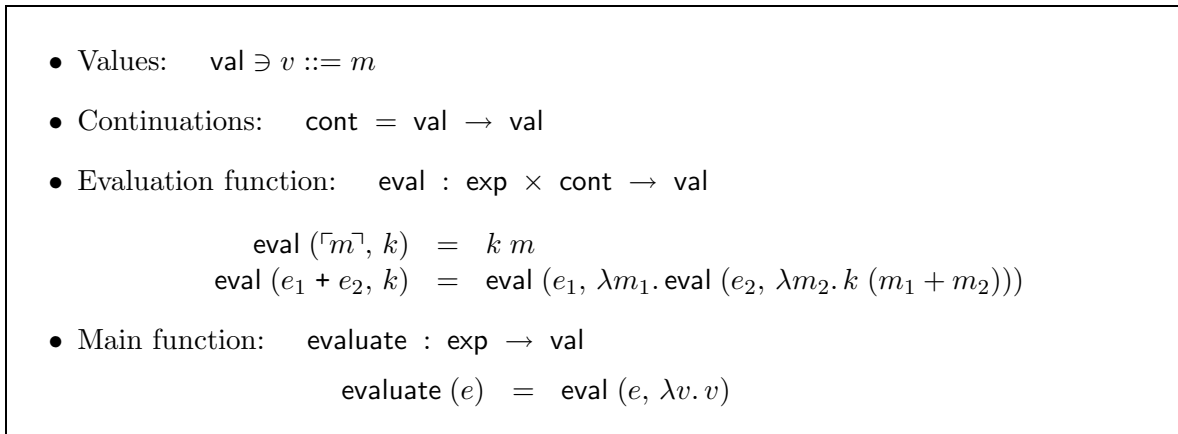 • Values: val ∋ v ::= m
• Continuations: cont = val → val
• Evaluation function: eval : exp × cont → val
eval (⌜m⌝, k) = k m
eval (e₁ + e₂, k) = eval (e₁, λm₁. eval (e₂, λm₂. k (m₁ + m₂)))
• Main function: evaluate : exp → val
evaluate (e) = eval (e, λv. v)